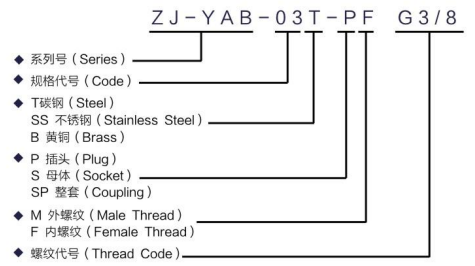 ZJ-YAB-03T-PF G3/8
◆ 系列号（Series）
◆ 规格代号（Code）
◆ T碳钢（Steel）
SS 不锈钢（Stainless Steel）
B 黄铜（Brass）
◆ P 插头（Plug）
S 母体（Socket）
SP 整套（Coupling）
◆ M 外螺纹（Male Thread）
F 内螺纹（Female Thread）
◆ 螺纹代号（Thread Code）